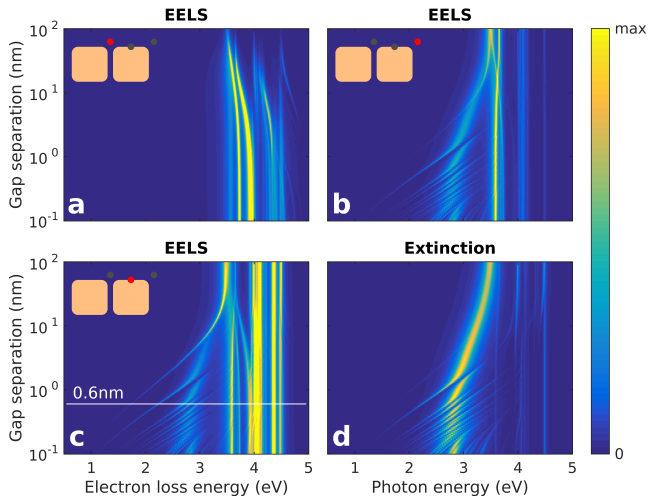 EELS
EELS
Gap separation (nm)
10^2
10^1
10^0
10^-1
a
b
max
0
EELS
Extinction
Gap separation (nm)
10^2
10^1
10^0
10^-1
0.6nm
c
d
1 2 3 4 5
1 2 3 4 5
Electron loss energy (eV)
Photon energy (eV)